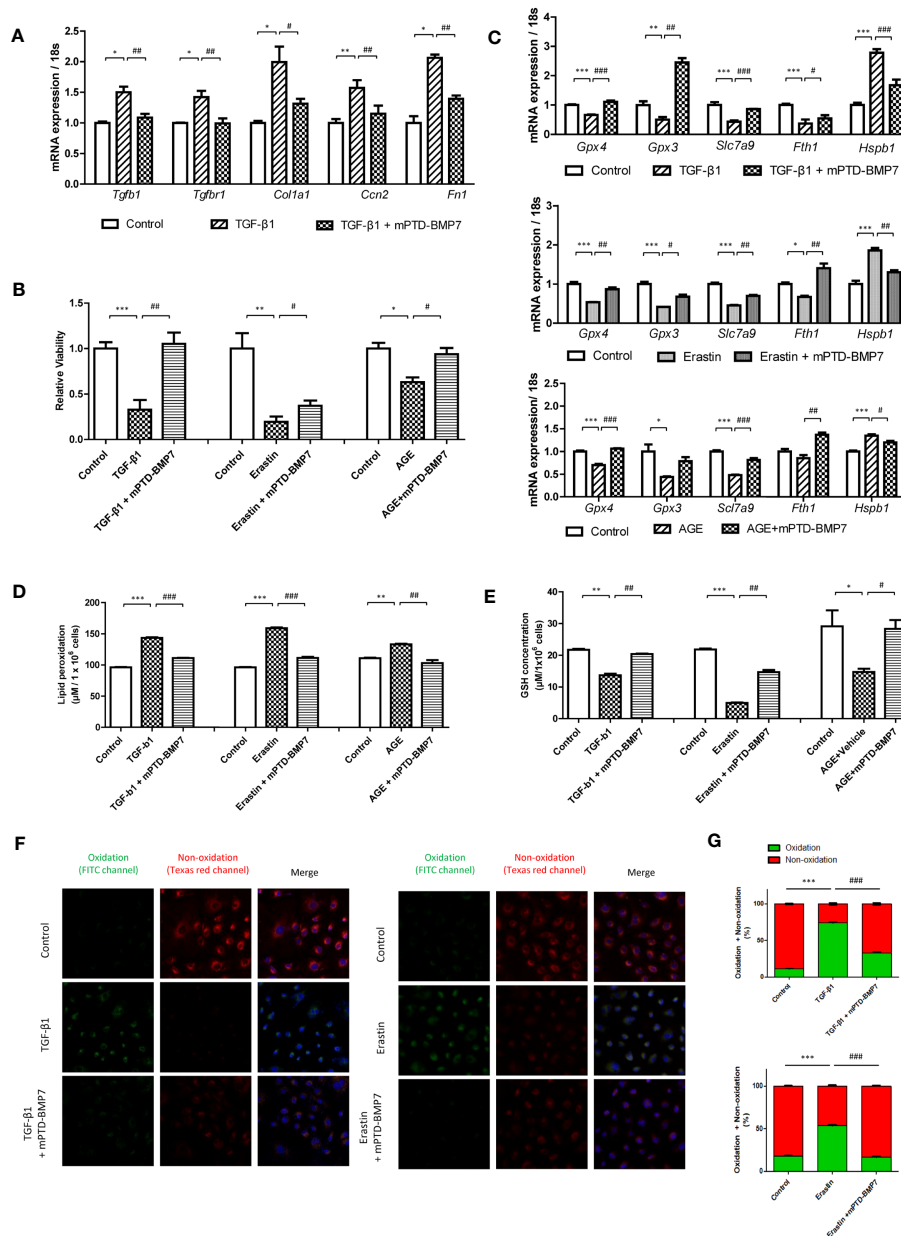 A
mRNA expression / 18s
2.5
2.0
1.5
1.0
0.5
0.0
* ## * ## * # ** ## * ##
Tgfb1 Tgfbr1 Col1a1 Ccn2 Fn1
Control TGF-β1 TGF-β1 + mPTD-BMP7
B
Relative Viability
1.5
1.0
0.5
0.0
*** ## ** # * #
Control TGF-β1 TGF-β1 + mPTD-BMP7 Control Erastin Erastin + mPTD-BMP7 Control AGE AGE+mPTD-BMP7
C
mRNA expression / 18s
4
3
2
1
0
*** ### ** ## *** ### *** # *** ###
Gpx4 Gpx3 Slc7a9 Fth1 Hspb1
Control TGF-β1 TGF-β1 + mPTD-BMP7
mRNA expression / 18s
3
2
1
0
*** ## *** # *** ## * ## *** ##
Gpx4 Gpx3 Slc7a9 Fth1 Hspb1
Control Erastin Erastin + mPTD-BMP7
mRNA expreession/ 18s
2.5
2.0
1.5
1.0
0.5
0.0
*** ### * *** ### ## *** #
Gpx4 Gpx3 Scl7a9 Fth1 Hspb1
Control AGE AGE+mPTD-BMP7
D
Lipid peroxidation
(µM / 1 x 10⁶ cells)
200
150
100
50
0
*** ### *** ### ** ##
Control TGF-b1 TGF-b1 + mPTD-BMP7 Control Erastin Erastin + mPTD-BMP7 Control AGE AGE + mPTD-BMP7
E
GSH concentration
(µM/1x10⁶ cells)
40
30
20
10
0
** ## *** ## * #
Control TGF-b1 TGF-b1 + mPTD-BMP7 Control Erastin Erastin + mPTD-BMP7 Control AGE+Vehicle AGE+mPTD-BMP7
F
Oxidation
(FITC channel)
Non-oxidation
(Texas red channel)
Merge
Control
TGF-β1
TGF-β1
+ mPTD-BMP7
Oxidation
(FITC channel)
Non-oxidation
(Texas red channel)
Merge
Control
Erastin
Erastin
+ mPTD-BMP7
G
Oxidation
Non-oxidation
Oxidation + Non-oxidation
(%)
100
50
0
*** ###
Control TGF-β1 TGF-β1 + mPTD-BMP7
Oxidation + Non-oxidation
(%)
100
50
0
*** ###
Control Erastin Erastin +mPTD-BMP7